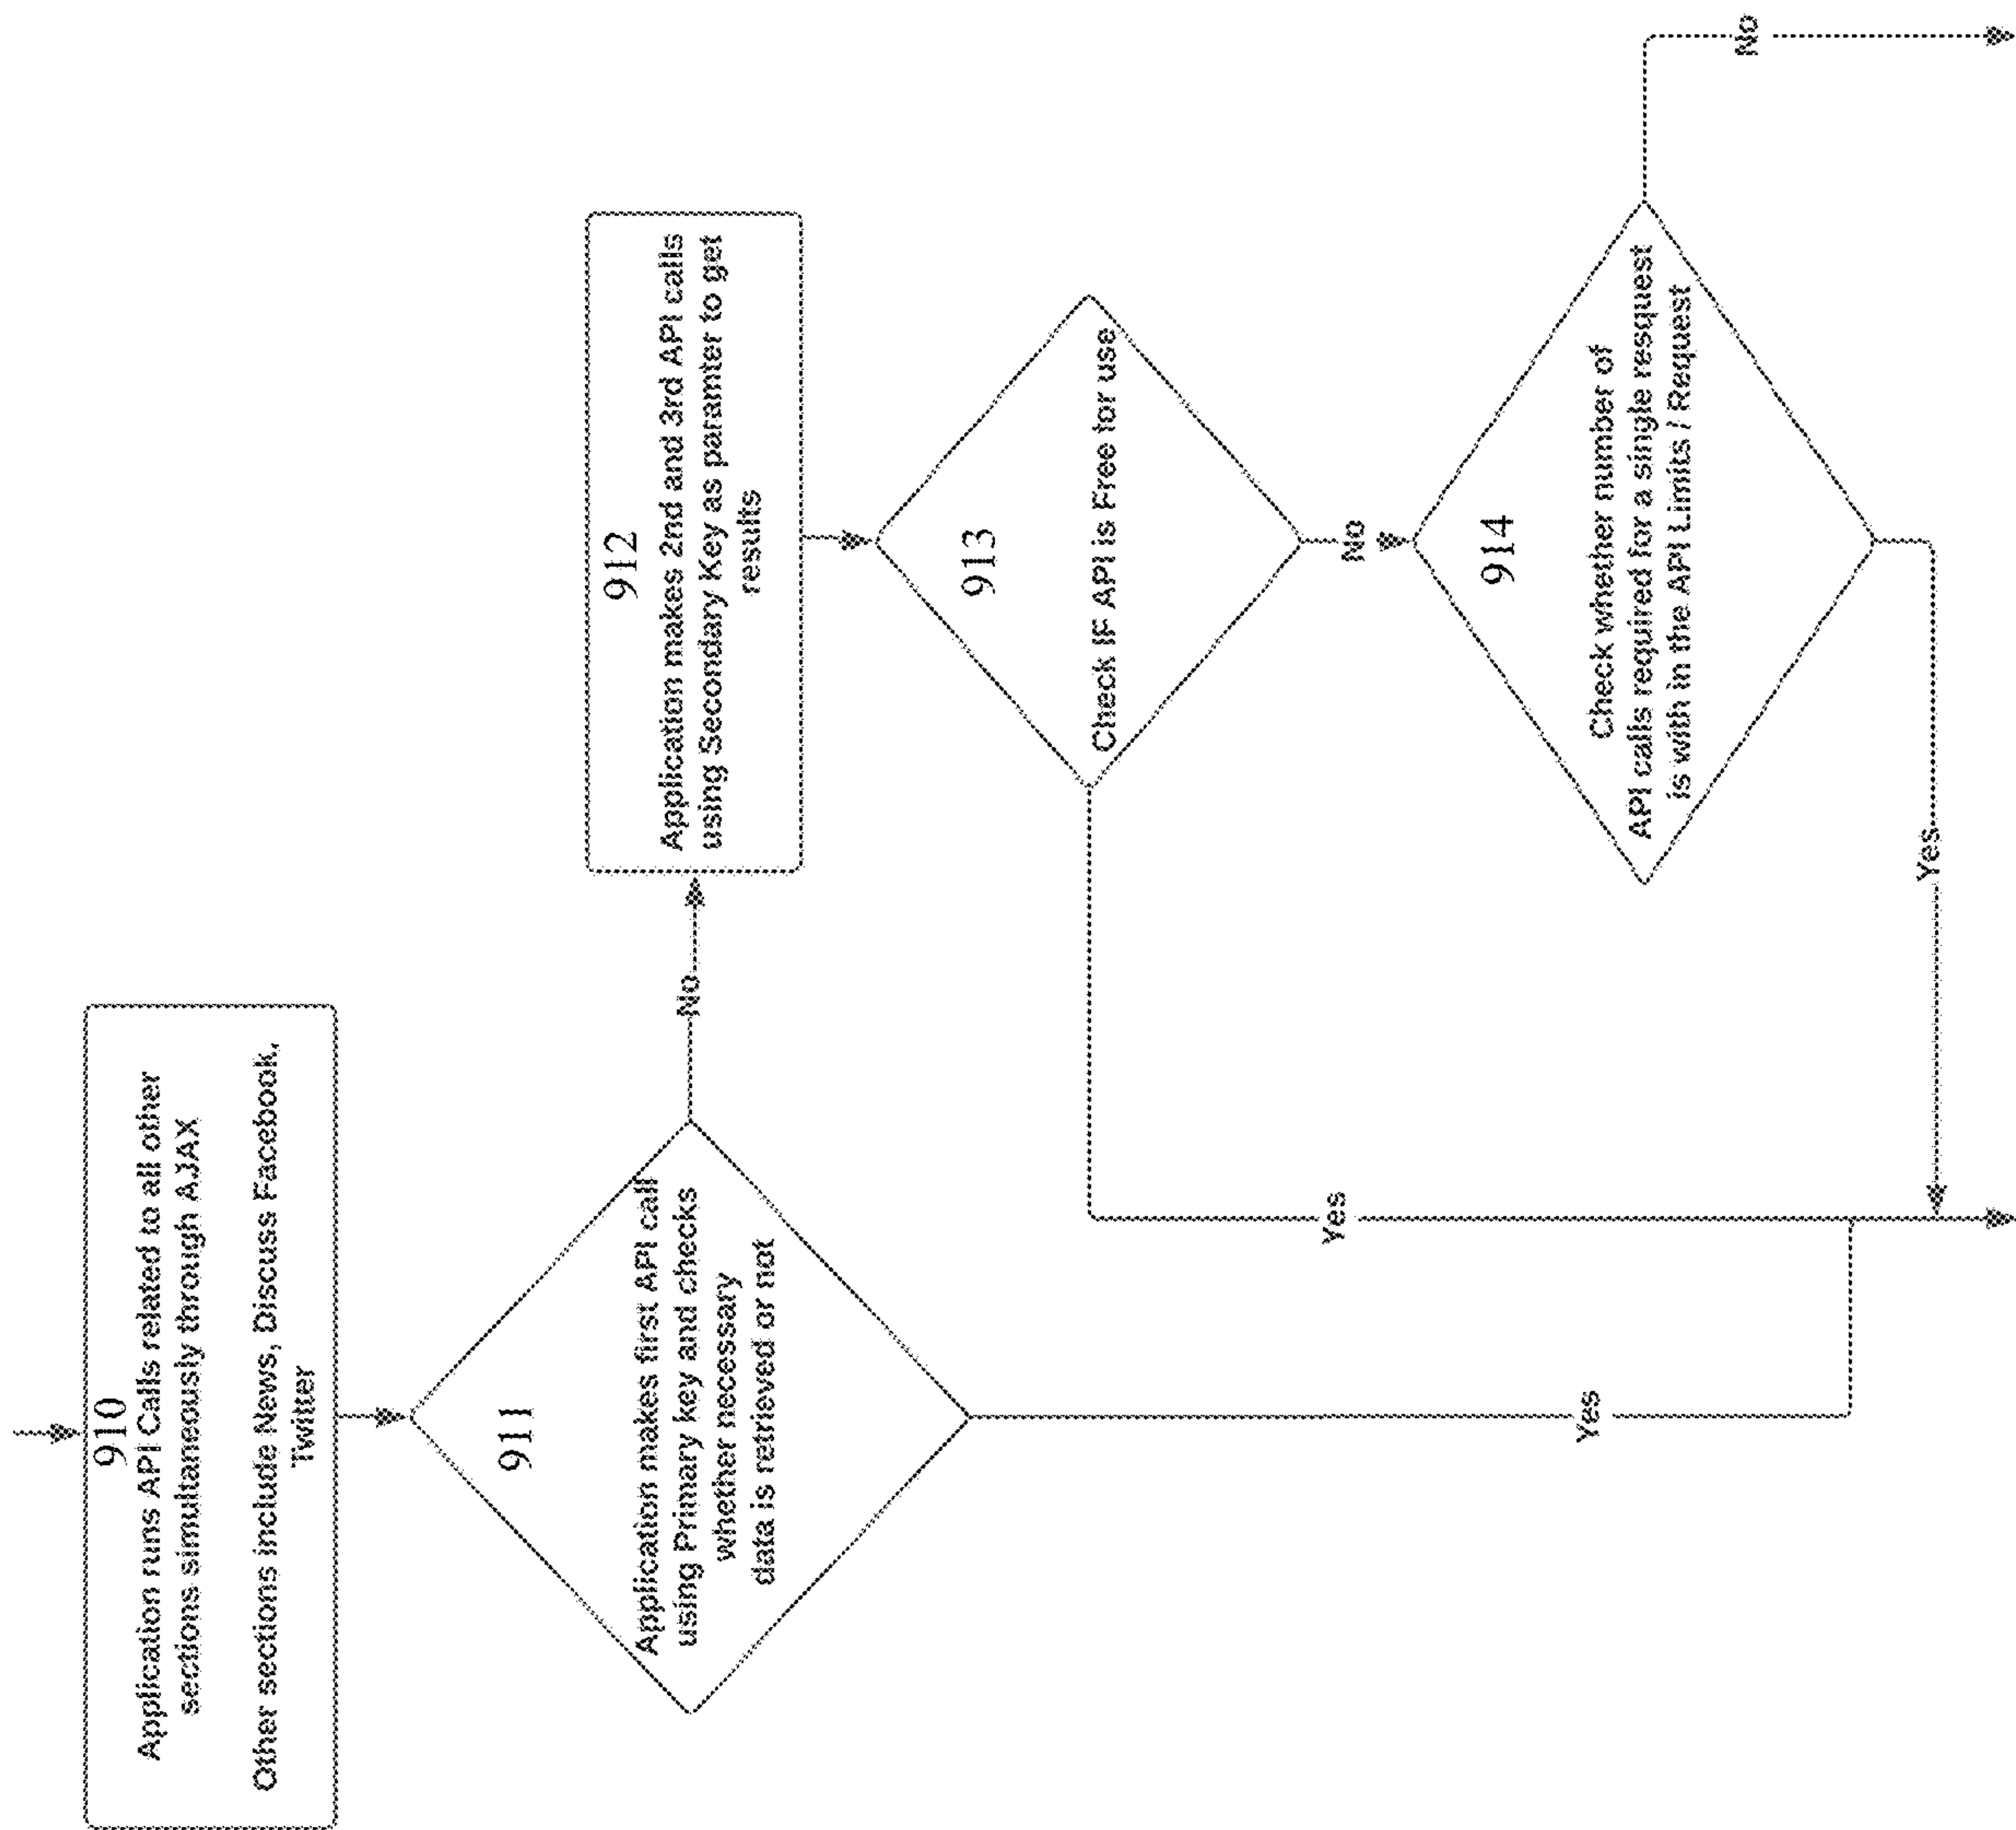 910
Application runs API Calls related to all other
sections simultaneously through AJAX
Other sections include News, Discuss Facebook,
Twitter
911
Application makes first API call
using Primary key and checks
whether necessary
data is retrieved or not
No
Yes
912
Application makes 2nd and 3rd API calls
using Secondary Key as paramter to get
results
913
Check IF API is Free for use
Yes
No
914
Check whether number of
API calls required for a single resquest
is with in the API Limits / Request
Yes
No